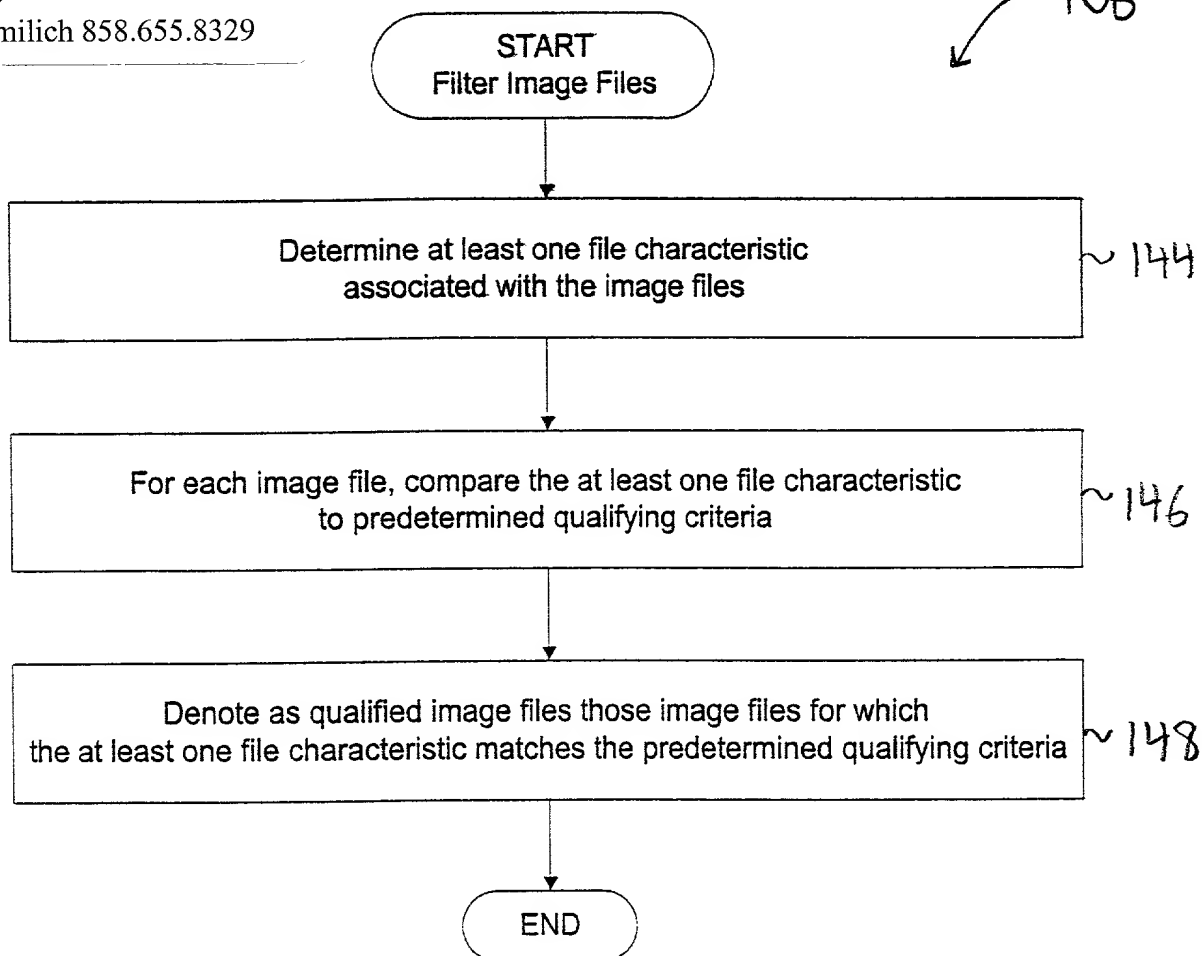 milich 858.655.8329
START
Filter Image Files
Determine at least one file characteristic
associated with the image files
~ 144
For each image file, compare the at least one file characteristic
to predetermined qualifying criteria
~ 146
Denote as qualified image files those image files for which
the at least one file characteristic matches the predetermined qualifying criteria
~ 148
END